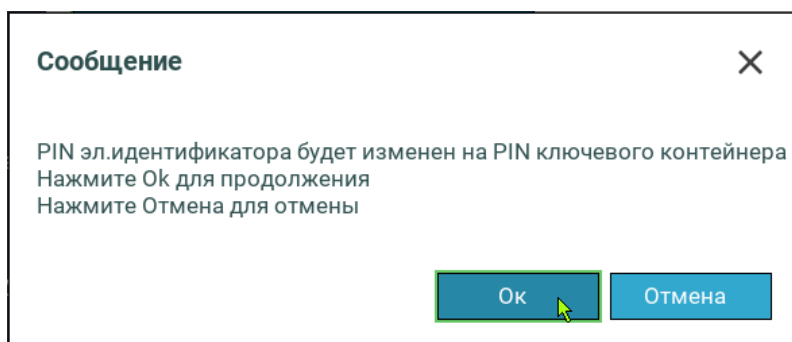 Сообщение
PIN эл.идентификатора будет изменен на PIN ключевого контейнера
Нажмите Ok для продолжения
Нажмите Отмена для отмены
Ок
Отмена